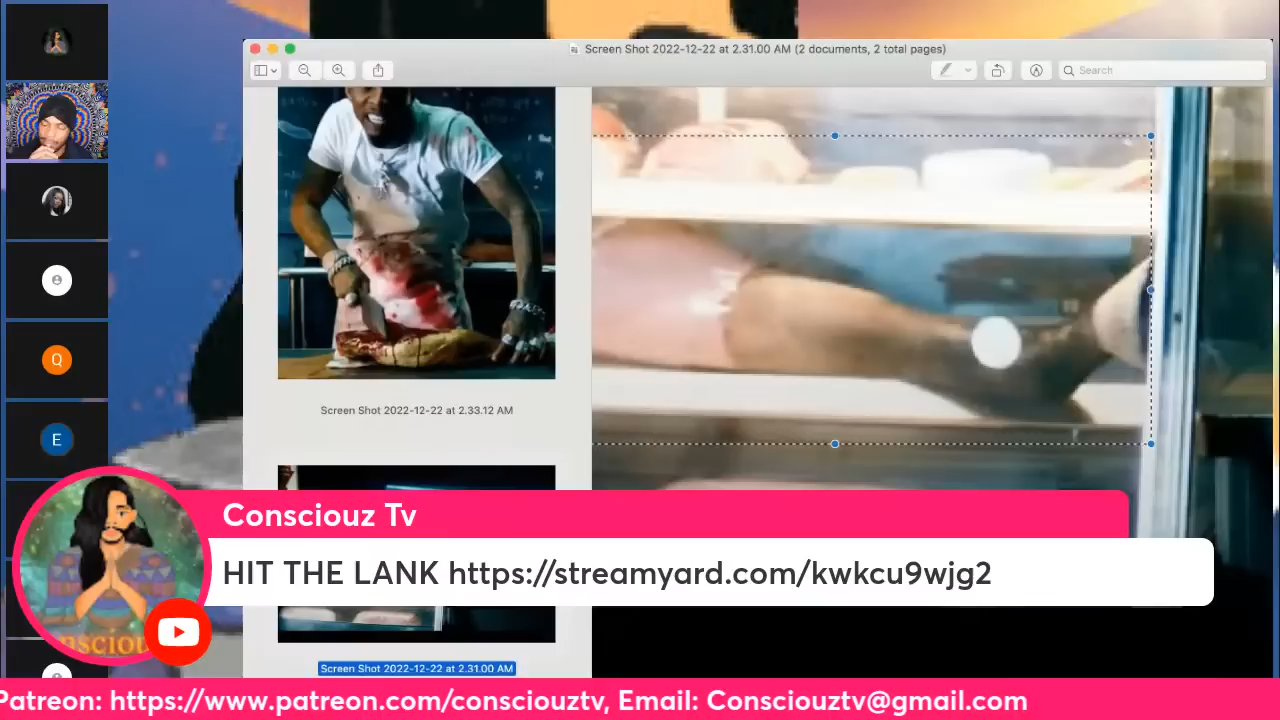 Screen Shot 2022-12-22 at 2.31.00 AM (2 documents, 2 total pages)
Search
Screen Shot 2022-12-22 at 2.33.12 AM
Q
E
Consciouz Tv
HIT THE LANK https://streamyard.com/kwkcu9wjg2
nsciou
Screen Shot 2022-12-22 at 2.31.00 AM
Patreon: https://www.patreon.com/consciouztv, Email: Consciouztv@gmail.com